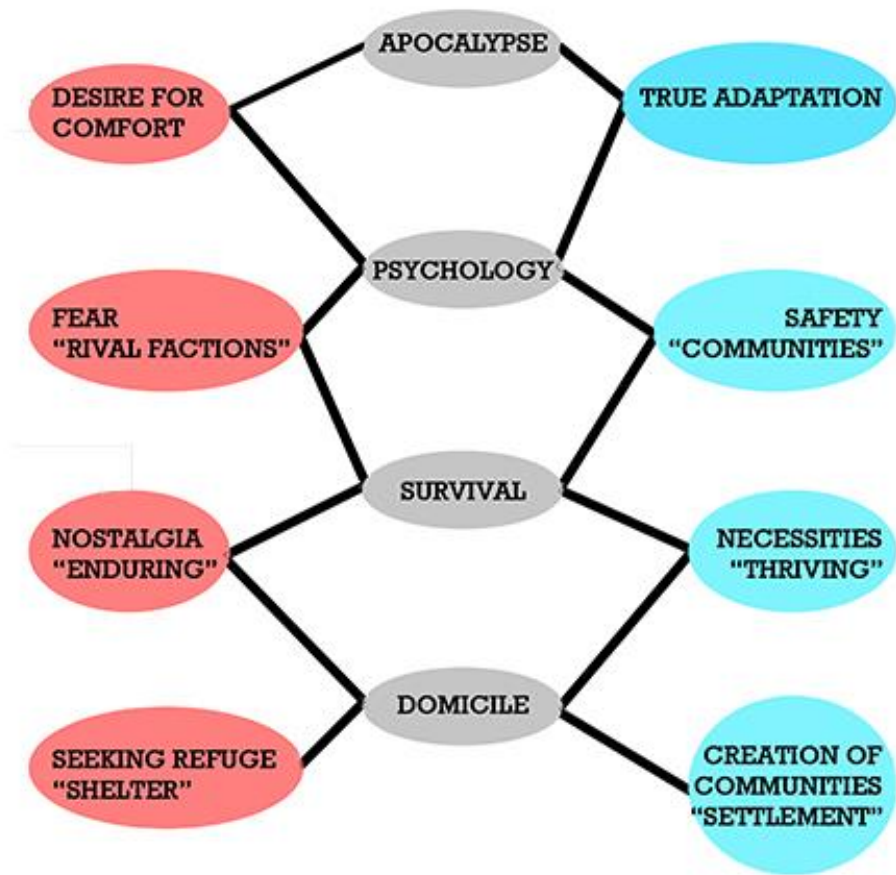 APOCALYPSE
DESIRE FOR
COMFORT
TRUE ADAPTATION
PSYCHOLOGY
FEAR
“RIVAL FACTIONS”
SAFETY
“COMMUNITIES”
SURVIVAL
NOSTALGIA
“ENDURING”
NECESSITIES
“THRIVING”
DOMICILE
SEEKING REFUGE
“SHELTER”
CREATION OF
COMMUNITIES
“SETTLEMENT”